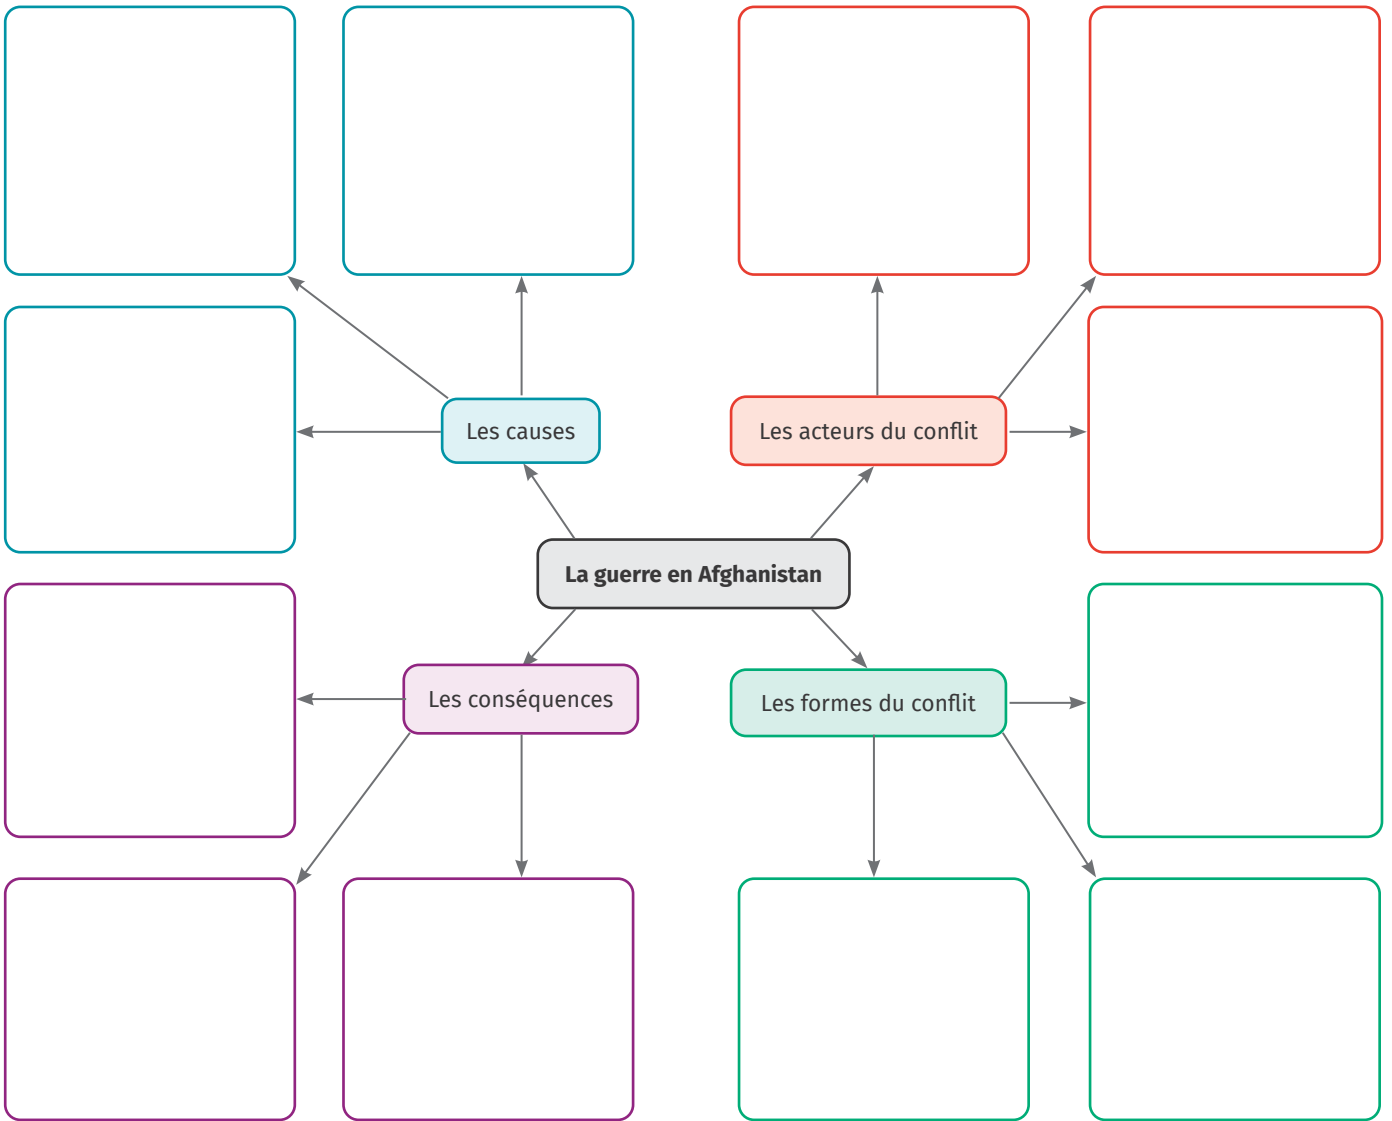 Les causes
Les acteurs du conflit
La guerre en Afghanistan
Les conséquences
Les formes du conflit